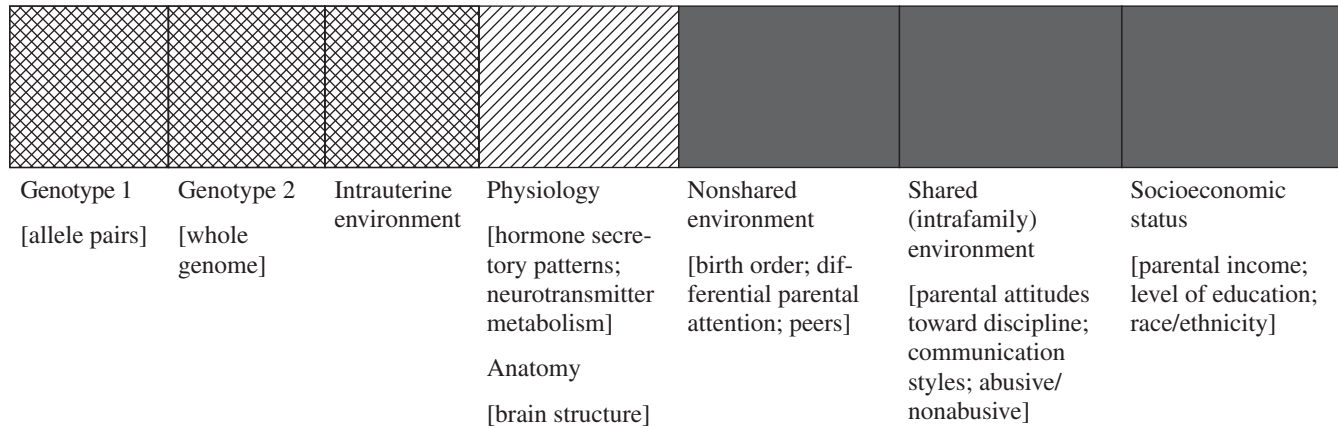 Genotype 1
[allele pairs]
Genotype 2
[whole
genome]
Intrauterine
environment
Physiology
[hormone secre-
tory patterns;
neurotransmitter
metabolism]
Anatomy
[brain structure]
Nonshared
environment
[birth order; dif-
ferential parental
attention; peers]
Shared
(intrafamily)
environment
[parental attitudes
toward discipline;
communication
styles; abusive/
nonabusive]
Socioeconomic
status
[parental income;
level of education;
race/ethnicity]